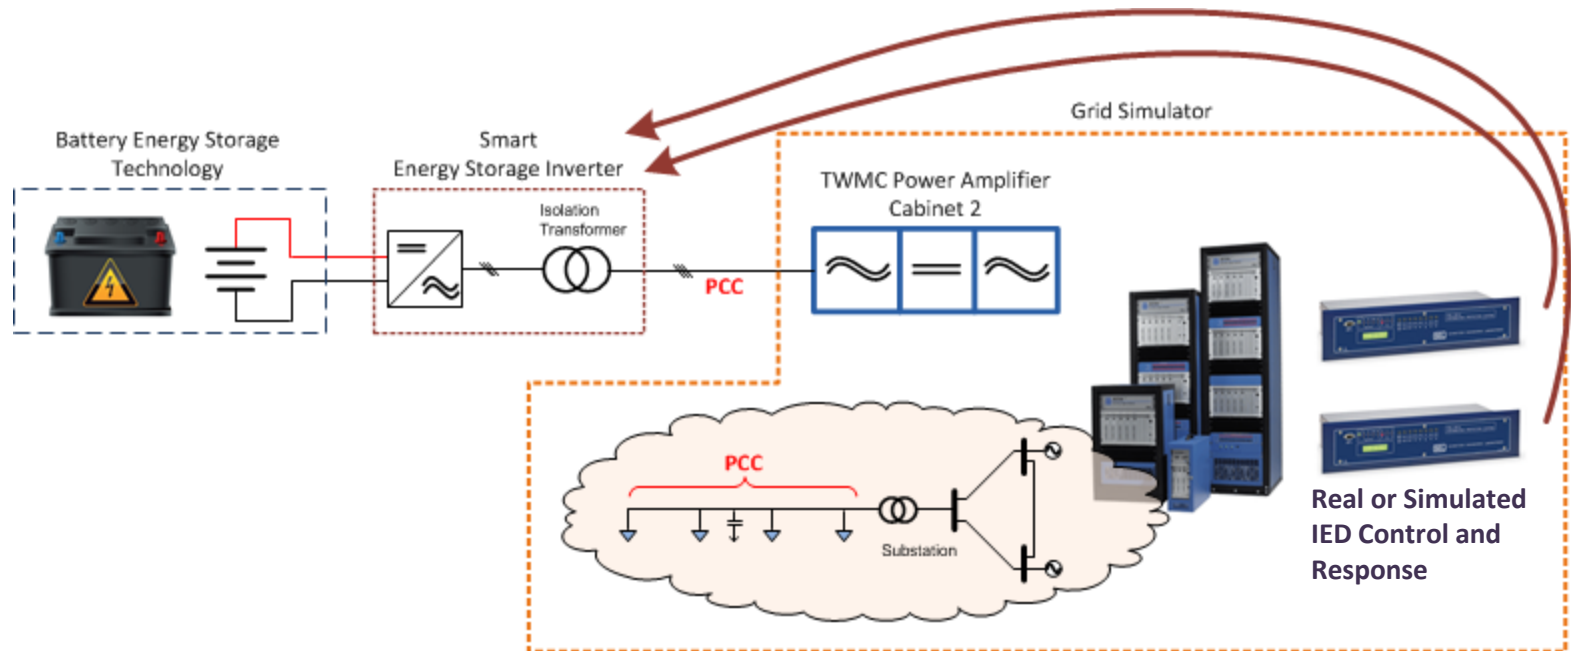 Grid Simulator
Battery Energy Storage
Technology
Smart
Energy Storage Inverter
Isolation
Transformer
TWMC Power Amplifier
Cabinet 2
PCC
PCC
Substation
Real or Simulated
IED Control and
Response